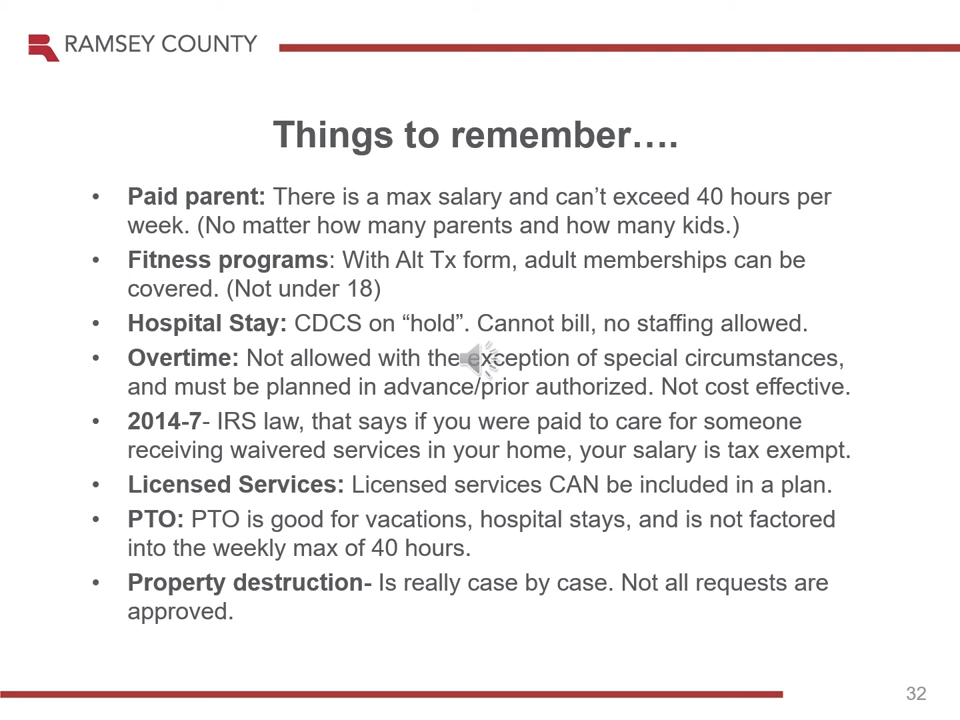 RAMSEY COUNTY
Things to remember….
• Paid parent: There is a max salary and can’t exceed 40 hours per
week. (No matter how many parents and how many kids.)
• Fitness programs: With Alt Tx form, adult memberships can be
covered. (Not under 18)
• Hospital Stay: CDCS on “hold”. Cannot bill, no staffing allowed.
• Overtime: Not allowed with the exception of special circumstances,
and must be planned in advance/prior authorized. Not cost effective.
• 2014-7- IRS law, that says if you were paid to care for someone
receiving waivered services in your home, your salary is tax exempt.
• Licensed Services: Licensed services CAN be included in a plan.
• PTO: PTO is good for vacations, hospital stays, and is not factored
into the weekly max of 40 hours.
• Property destruction- Is really case by case. Not all requests are
approved.
32